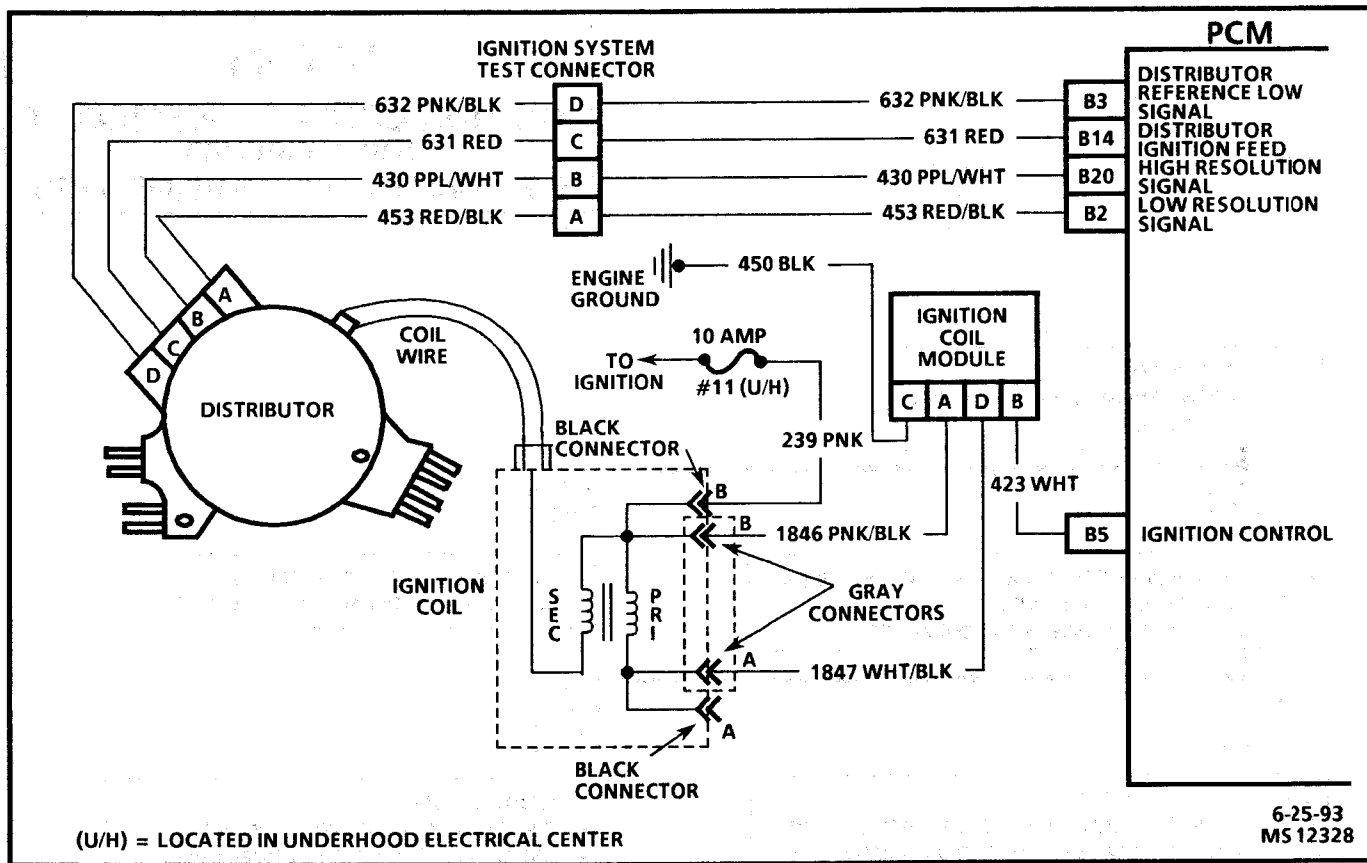 PCM
IGNITION SYSTEM
TEST CONNECTOR
632 PNK/BLK
D
632 PNK/BLK
B3
DISTRIBUTOR
REFERENCE LOW
SIGNAL
631 RED
C
631 RED
B14
DISTRIBUTOR
IGNITION FEED
430 PPL/WHT
B
430 PPL/WHT
B20
HIGH RESOLUTION
SIGNAL
453 RED/BLK
A
453 RED/BLK
B2
LOW RESOLUTION
SIGNAL
ENGINE
GROUND
450 BLK
A
B
C
D
DISTRIBUTOR
COIL
WIRE
TO
IGNITION
10 AMP
#11 (U/H)
IGNITION
COIL
MODULE
C A D B
BLACK
CONNECTOR
239 PNK
423 WHT
B
B
1846 PNK/BLK
B5
IGNITION CONTROL
IGNITION
COIL
SEC
PRI
GRAY
CONNECTORS
A
1847 WHT/BLK
A
BLACK
CONNECTOR
(U/H) = LOCATED IN UNDERHOOD ELECTRICAL CENTER
6-25-93
MS 12328